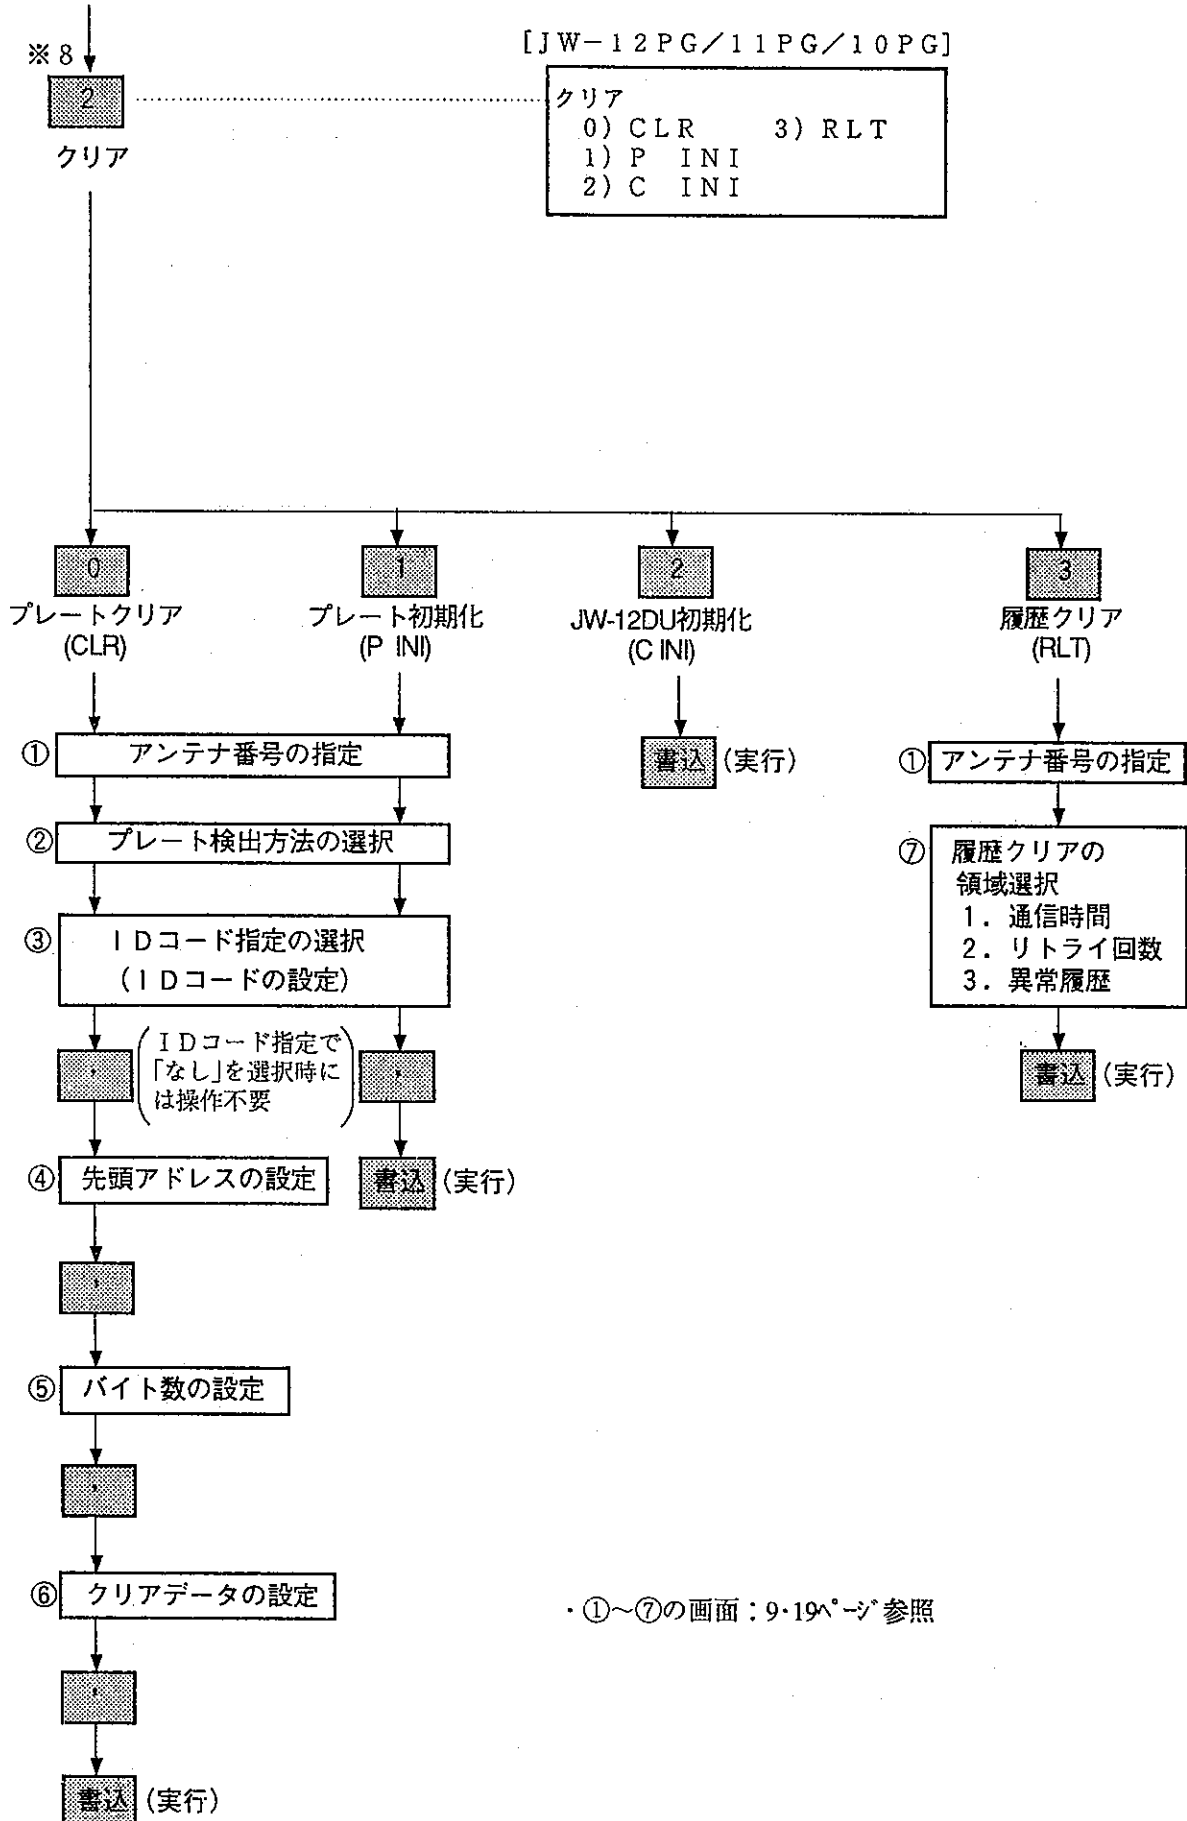 ※8
[JW-12PG/11PG/10PG]
2
クリア
クリア
0) CLR 3) RLT
1) P INI
2) C INI
0
1
2
3
プレートクリア
(CLR)
プレート初期化
(P INI)
JW-12DU初期化
(C INI)
履歴クリア
(RLT)
① アンテナ番号の指定
② プレート検出方法の選択
③ IDコード指定の選択
(IDコードの設定)
(IDコード指定で
「なし」を選択時に
は操作不要)
書込 (実行)
書込 (実行)
① アンテナ番号の指定
⑦ 履歴クリアの
領域選択
1. 通信時間
2. リトライ回数
3. 異常履歴
書込 (実行)
④ 先頭アドレスの設定
⑤ バイト数の設定
⑥ クリアデータの設定
書込 (実行)
・①~⑦の画面:9・19ページ参照